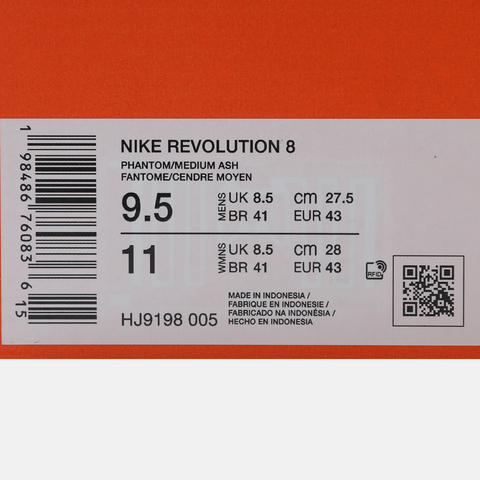 1 98486 76083 6 15
NIKE REVOLUTION 8
PHANTOM/MEDIUM ASH
FANTOME/CENDRE MOYEN
9.5 MENS UK 8.5 cm 27.5
BR 41 EUR 43
11 WMNS UK 8.5 cm 28
BR 41 EUR 43
RFID
HJ9198 005
MADE IN INDONESIA /
FABRIQUE EN INDONESIE /
FABRICADO NA INDONÉSIA /
HECHO EN INDONESIA